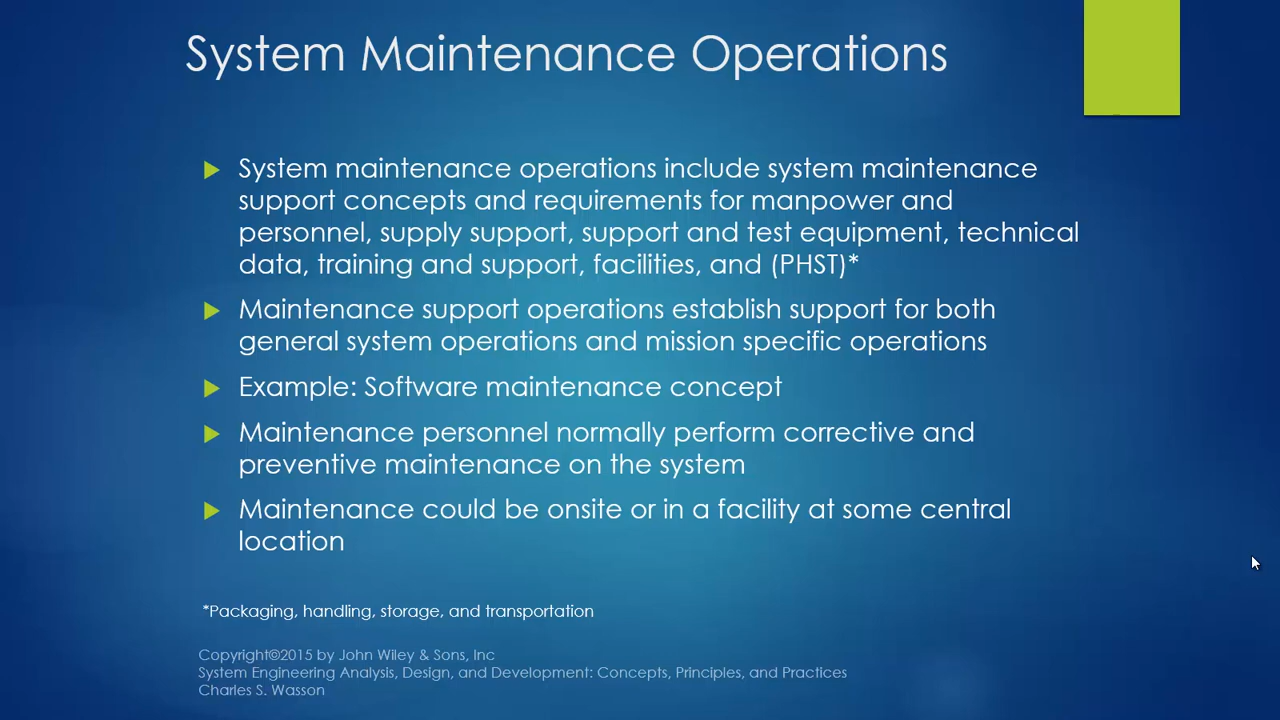 System Maintenance Operations
System maintenance operations include system maintenance
support concepts and requirements for manpower and
personnel, supply support, support and test equipment, technical
data, training and support, facilities, and (PHST)*
Maintenance support operations establish support for both
general system operations and mission specific operations
Example: Software maintenance concept
Maintenance personnel normally perform corrective and
preventive maintenance on the system
Maintenance could be onsite or in a facility at some central
location
*Packaging, handling, storage, and transportation
Copyright©2015 by John Wiley & Sons, Inc
System Engineering Analysis, Design, and Development: Concepts, Principles, and Practices
Charles S. Wasson